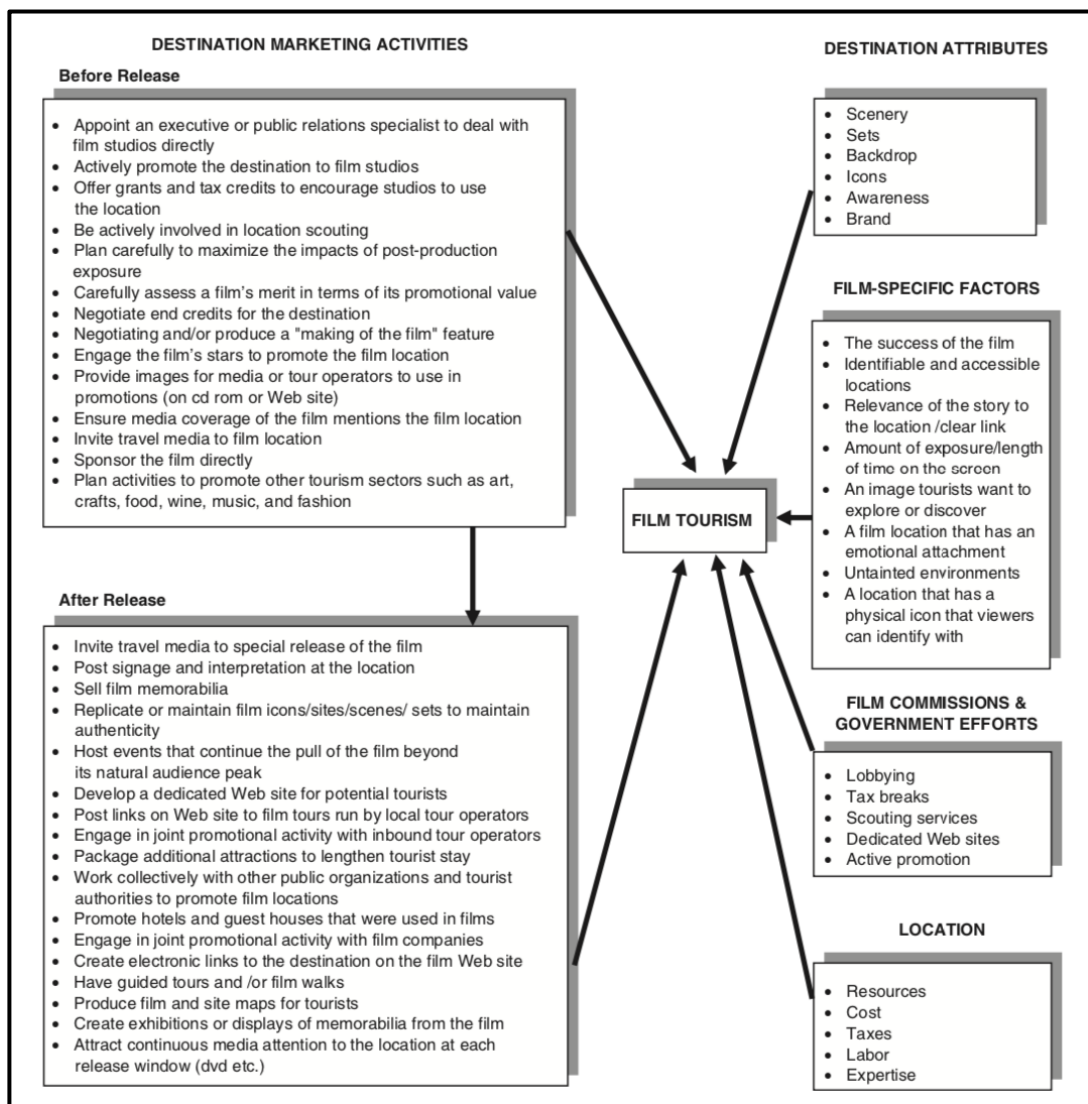 DESTINATION MARKETING ACTIVITIES
Before Release
• Appoint an executive or public relations specialist to deal with
film studios directly
• Actively promote the destination to film studios
• Offer grants and tax credits to encourage studios to use
the location
• Be actively involved in location scouting
• Plan carefully to maximize the impacts of post-production
exposure
• Carefully assess a film's merit in terms of its promotional value
• Negotiate end credits for the destination
• Negotiating and/or produce a "making of the film" feature
• Engage the film's stars to promote the film location
• Provide images for media or tour operators to use in
promotions (on cd rom or Web site)
• Ensure media coverage of the film mentions the film location
• Invite travel media to film location
• Sponsor the film directly
• Plan activities to promote other tourism sectors such as art,
crafts, food, wine, music, and fashion
After Release
• Invite travel media to special release of the film
• Post signage and interpretation at the location
• Sell film memorabilia
• Replicate or maintain film icons/sites/scenes/ sets to maintain
authenticity
• Host events that continue the pull of the film beyond
its natural audience peak
• Develop a dedicated Web site for potential tourists
• Post links on Web site to film tours run by local tour operators
• Engage in joint promotional activity with inbound tour operators
• Package additional attractions to lengthen tourist stay
• Work collectively with other public organizations and tourist
authorities to promote film locations
• Promote hotels and guest houses that were used in films
• Engage in joint promotional activity with film companies
• Create electronic links to the destination on the film Web site
• Have guided tours and /or film walks
• Produce film and site maps for tourists
• Create exhibitions or displays of memorabilia from the film
• Attract continuous media attention to the location at each
release window (dvd etc.)
FILM TOURISM
DESTINATION ATTRIBUTES
• Scenery
• Sets
• Backdrop
• Icons
• Awareness
• Brand
FILM-SPECIFIC FACTORS
• The success of the film
• Identifiable and accessible
locations
• Relevance of the story to
the location /clear link
• Amount of exposure/length
of time on the screen
• An image tourists want to
explore or discover
• A film location that has an
emotional attachment
• Untainted environments
• A location that has a
physical icon that viewers
can identify with
FILM COMMISSIONS &
GOVERNMENT EFFORTS
• Lobbying
• Tax breaks
• Scouting services
• Dedicated Web sites
• Active promotion
LOCATION
• Resources
• Cost
• Taxes
• Labor
• Expertise